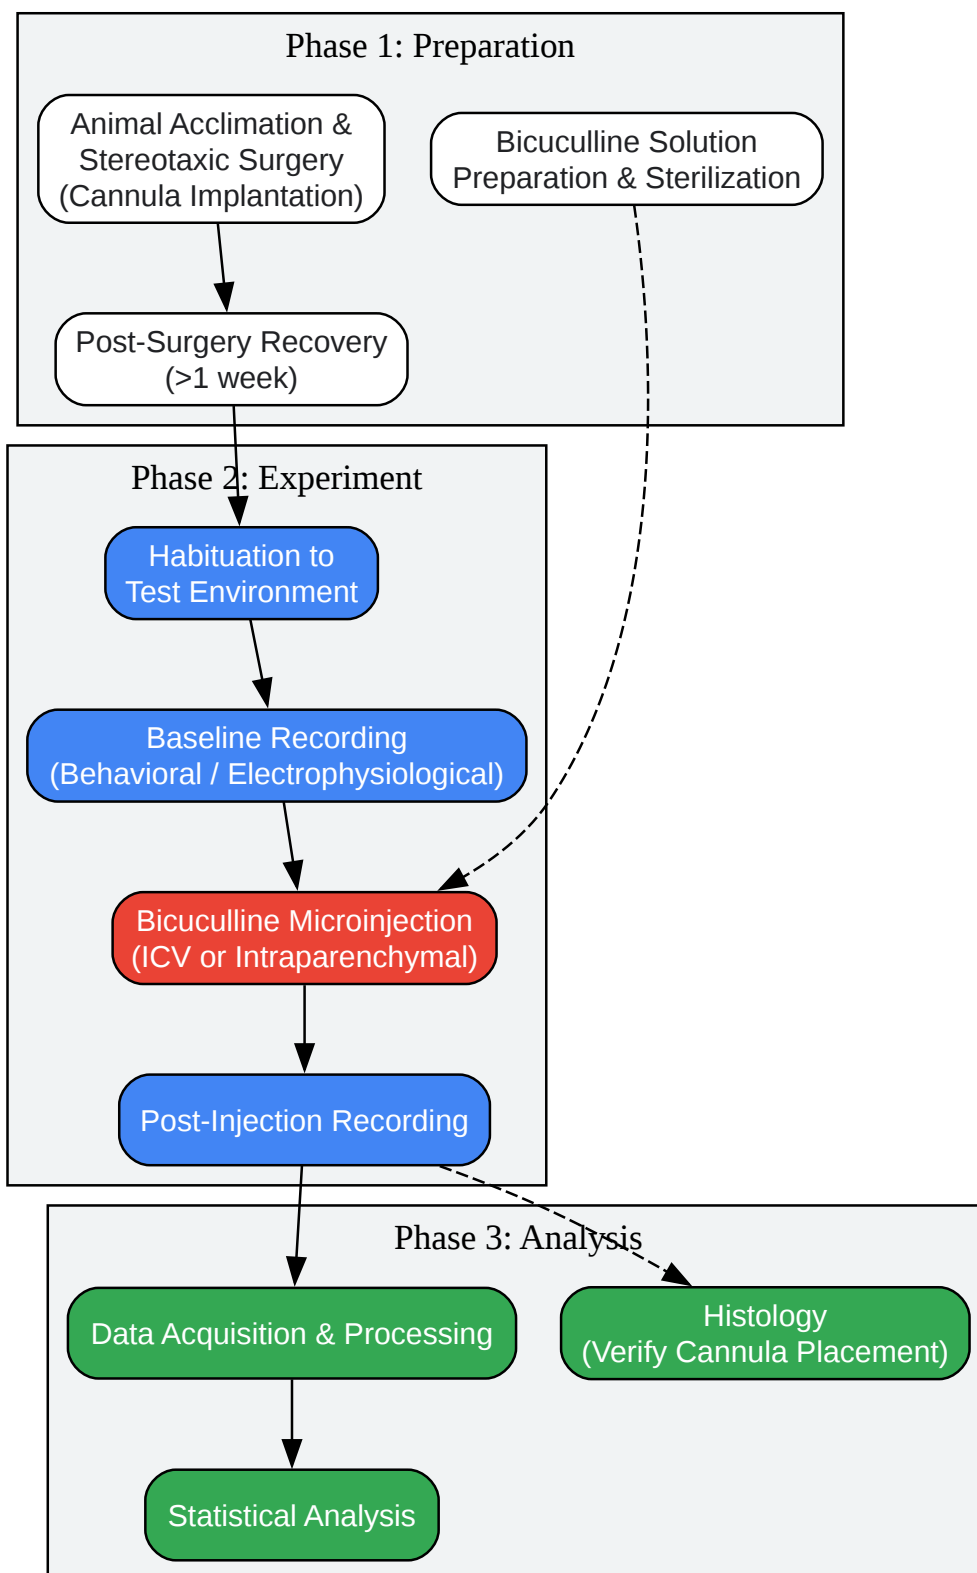 Phase 1: Preparation
Animal Acclimation &
Stereotaxic Surgery
(Cannula Implantation)
Bicuculline Solution
Preparation & Sterilization
Post-Surgery Recovery
(>1 week)
Phase 2: Experiment
Habituation to
Test Environment
Baseline Recording
(Behavioral / Electrophysiological)
Bicuculline Microinjection
(ICV or Intraparenchymal)
Post-Injection Recording
Phase 3: Analysis
Data Acquisition & Processing
Histology
(Verify Cannula Placement)
Statistical Analysis